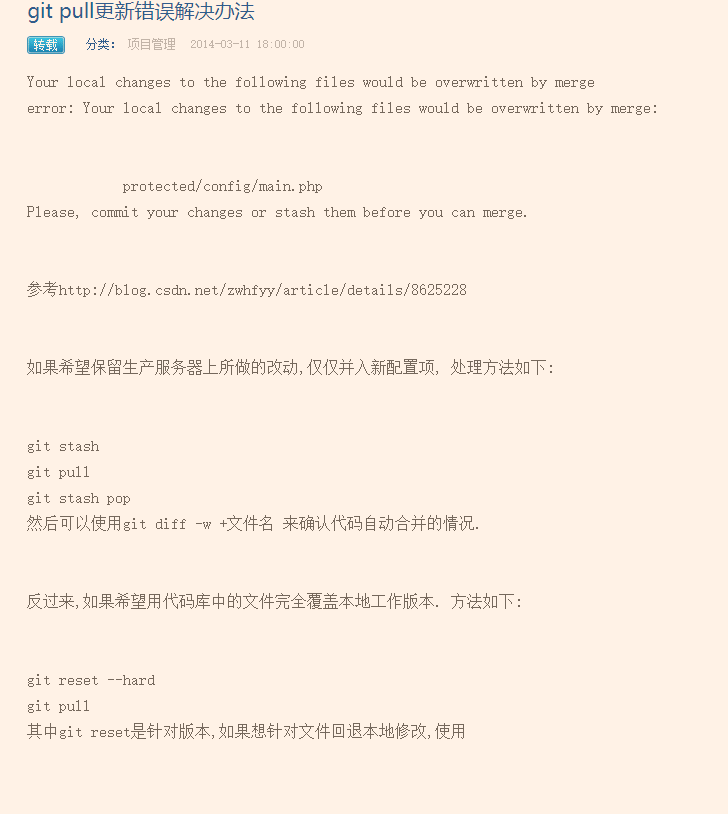 git pull更新错误解决办法
转载 分类： 项目管理 2014-03-11 18:00:00
Your local changes to the following files would be overwritten by merge
error: Your local changes to the following files would be overwritten by merge:
protected/config/main.php
Please, commit your changes or stash them before you can merge.
参考http://blog.csdn.net/zwhfyy/article/details/8625228
如果希望保留生产服务器上所做的改动,仅仅并入新配置项, 处理方法如下:
git stash
git pull
git stash pop
然后可以使用git diff -w +文件名 来确认代码自动合并的情况.
反过来,如果希望用代码库中的文件完全覆盖本地工作版本. 方法如下:
git reset --hard
git pull
其中git reset是针对版本,如果想针对文件回退本地修改,使用